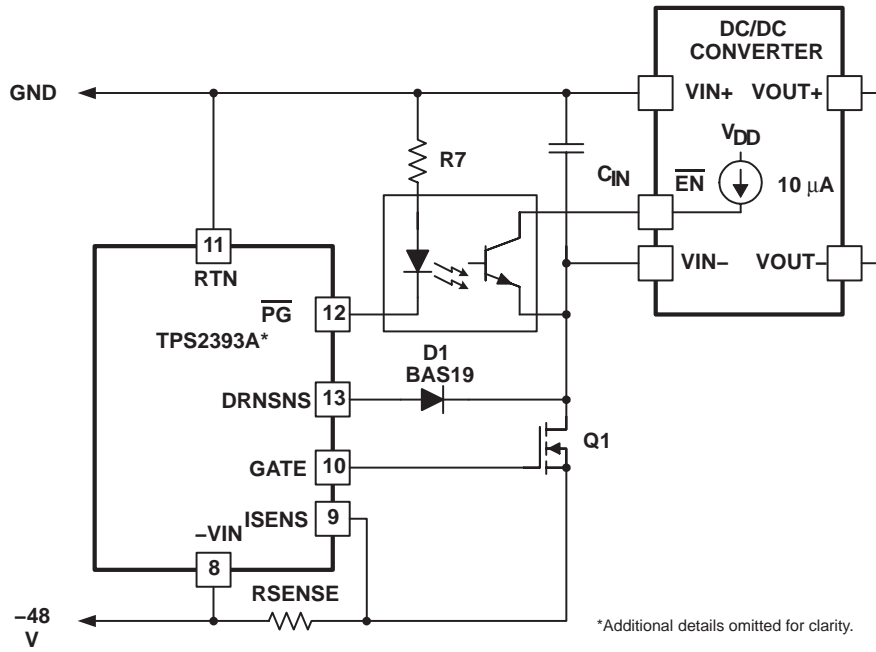 DC/DC
CONVERTER
GND
VIN+
VOUT+
R7
VDD
CIN
EN
10 μA
11
RTN
VIN–
VOUT–
PG
12
TPS2393A*
D1
BAS19
DRNSNS
13
Q1
GATE
10
ISENS
9
–VIN
8
RSENSE
–48
V
*Additional details omitted for clarity.